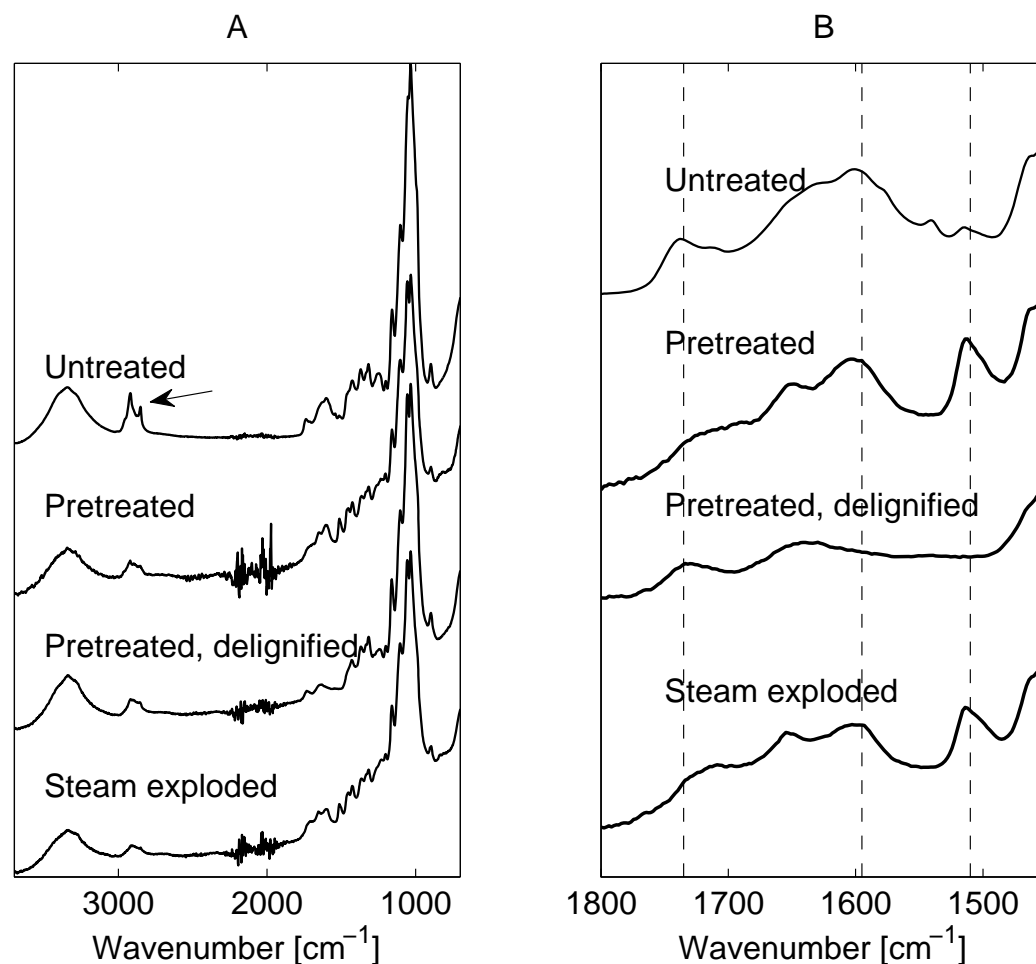 A
Untreated
Pretreated
Pretreated, delignified
Steam exploded
3000 2000 1000
Wavenumber [cm⁻¹]
B
Untreated
Pretreated
Pretreated, delignified
Steam exploded
1800 1700 1600 1500
Wavenumber [cm⁻¹]